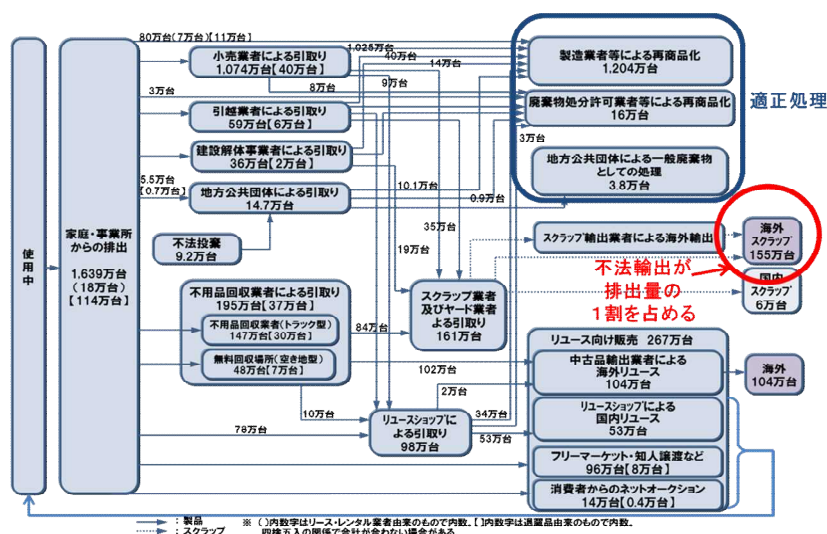 使用中
家庭・事業所
からの排出
1,639万台
(18万台)
【114万台】
80万台(7万台)【11万台】
小売業者による引取り
1,074万台【40万台】
1,025万台
40万台
14万台
9万台
8万台
3万台
引越業者による引取り
59万台【6万台】
建設解体事業者による引取り
36万台【2万台】
5.5万台
【0.7万台】
地方公共団体による引取り
14.7万台
10.1万台
0.9万台
3万台
不法投棄
9.2万台
35万台
19万台
製造業者等による再商品化
1,204万台
廃棄物処分許可業者等による再商品化
16万台
地方公共団体による一般廃棄物
としての処理
3.8万台
適正処理
スクラップ輸出業者による海外輸出
海外
スクラップ
155万台
国内
スクラップ
6万台
不法輸出が
排出量の
1割を占める
不用品回収業者による引取り
195万台【37万台】
不用品回収業者(トラック型)
147万台【30万台】
無料回収場所(空き地型)
48万台【7万台】
84万台
スクラップ業者
及びヤード業者
よる引取り
161万台
102万台
2万台
10万台
78万台
リユースショップに
よる引取り
98万台
34万台
53万台
リユース向け販売 267万台
中古品輸出業者による
海外リユース
104万台
海外
104万台
リユースショップによる
国内リユース
53万台
フリーマーケット・知人譲渡など
96万台【8万台】
消費者からのネットオークション
14万台【0.4万台】
:製品
:スクラップ
※ ( )内数字はリース・レンタル業者由来のもので内数。【 】内数字は退蔵品由来のもので内数。
四捨五入の関係で合計が合わない場合がある